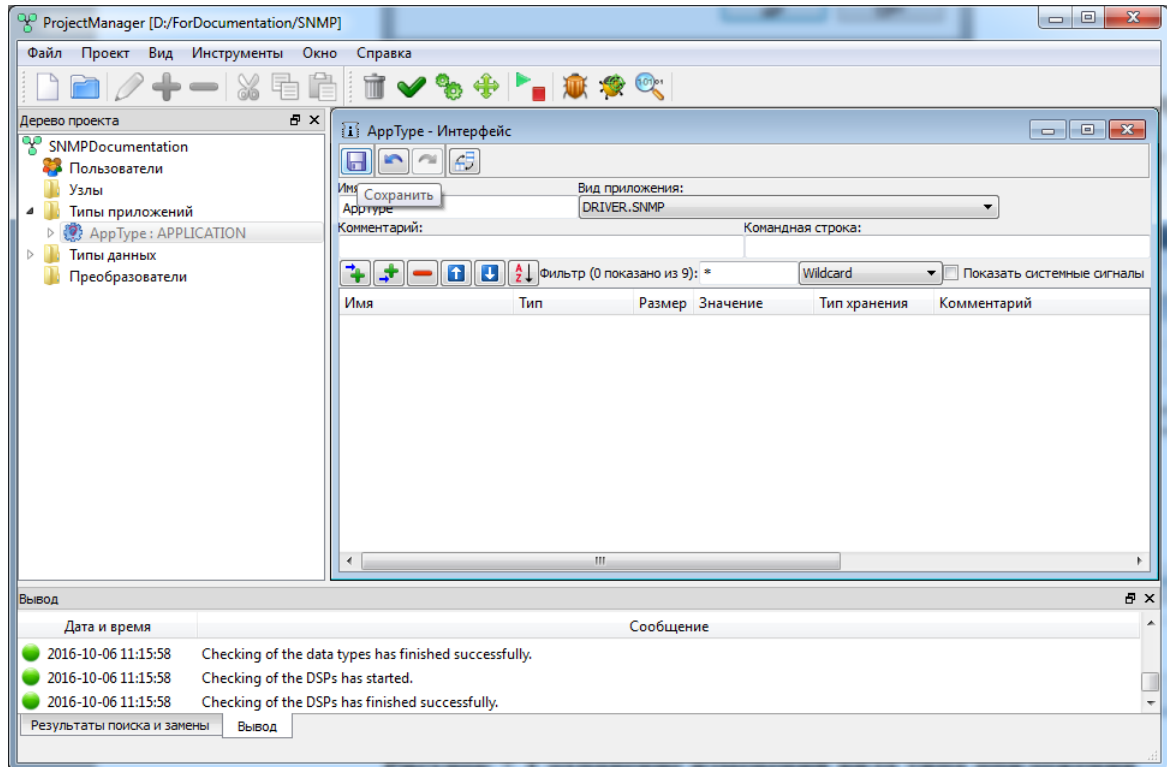 ProjectManager [D:/ForDocumentation/SNMP]
Файл Проект Вид Инструменты Окно Справка
Дерево проекта
SNMPDocumentation
Пользователи
Узлы
Типы приложений
AppType : APPLICATION
Типы данных
Преобразователи
AppType - Интерфейс
Сохранить
Вид приложения:
AppType DRIVER.SNMP
Комментарий: Командная строка:
Фильтр (0 показано из 9): * Wildcard Показать системные сигналы
Имя Тип Размер Значение Тип хранения Комментарий
Вывод
Дата и время Сообщение
2016-10-06 11:15:58 Checking of the data types has finished successfully.
2016-10-06 11:15:58 Checking of the DSPs has started.
2016-10-06 11:15:58 Checking of the DSPs has finished successfully.
Результаты поиска и замены Вывод